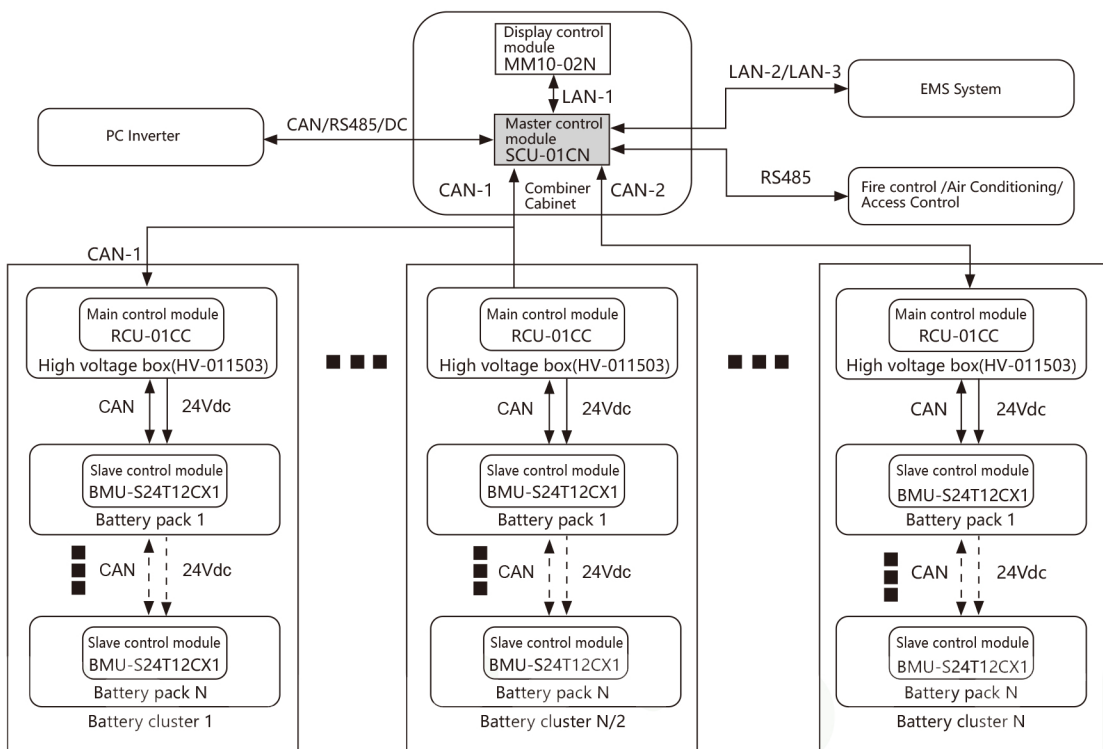 Display control
module
MM10-02N
LAN-1
LAN-2/LAN-3
EMS System
PC Inverter
CAN/RS485/DC
Master control
module
SCU-01CN
RS485
Fire control /Air Conditioning/
Access Control
CAN-1
Combiner
Cabinet
CAN-2
CAN-1
Main control module
RCU-01CC
High voltage box(HV-011503)
CAN
24Vdc
Slave control module
BMU-S24T12CX1
Battery pack 1
CAN
24Vdc
Slave control module
BMU-S24T12CX1
Battery pack N
Battery cluster 1
Main control module
RCU-01CC
High voltage box(HV-011503)
CAN
24Vdc
Slave control module
BMU-S24T12CX1
Battery pack 1
CAN
24Vdc
Slave control module
BMU-S24T12CX1
Battery pack N
Battery cluster N/2
Main control module
RCU-01CC
High voltage box(HV-011503)
CAN
24Vdc
Slave control module
BMU-S24T12CX1
Battery pack 1
CAN
24Vdc
Slave control module
BMU-S24T12CX1
Battery pack N
Battery cluster N